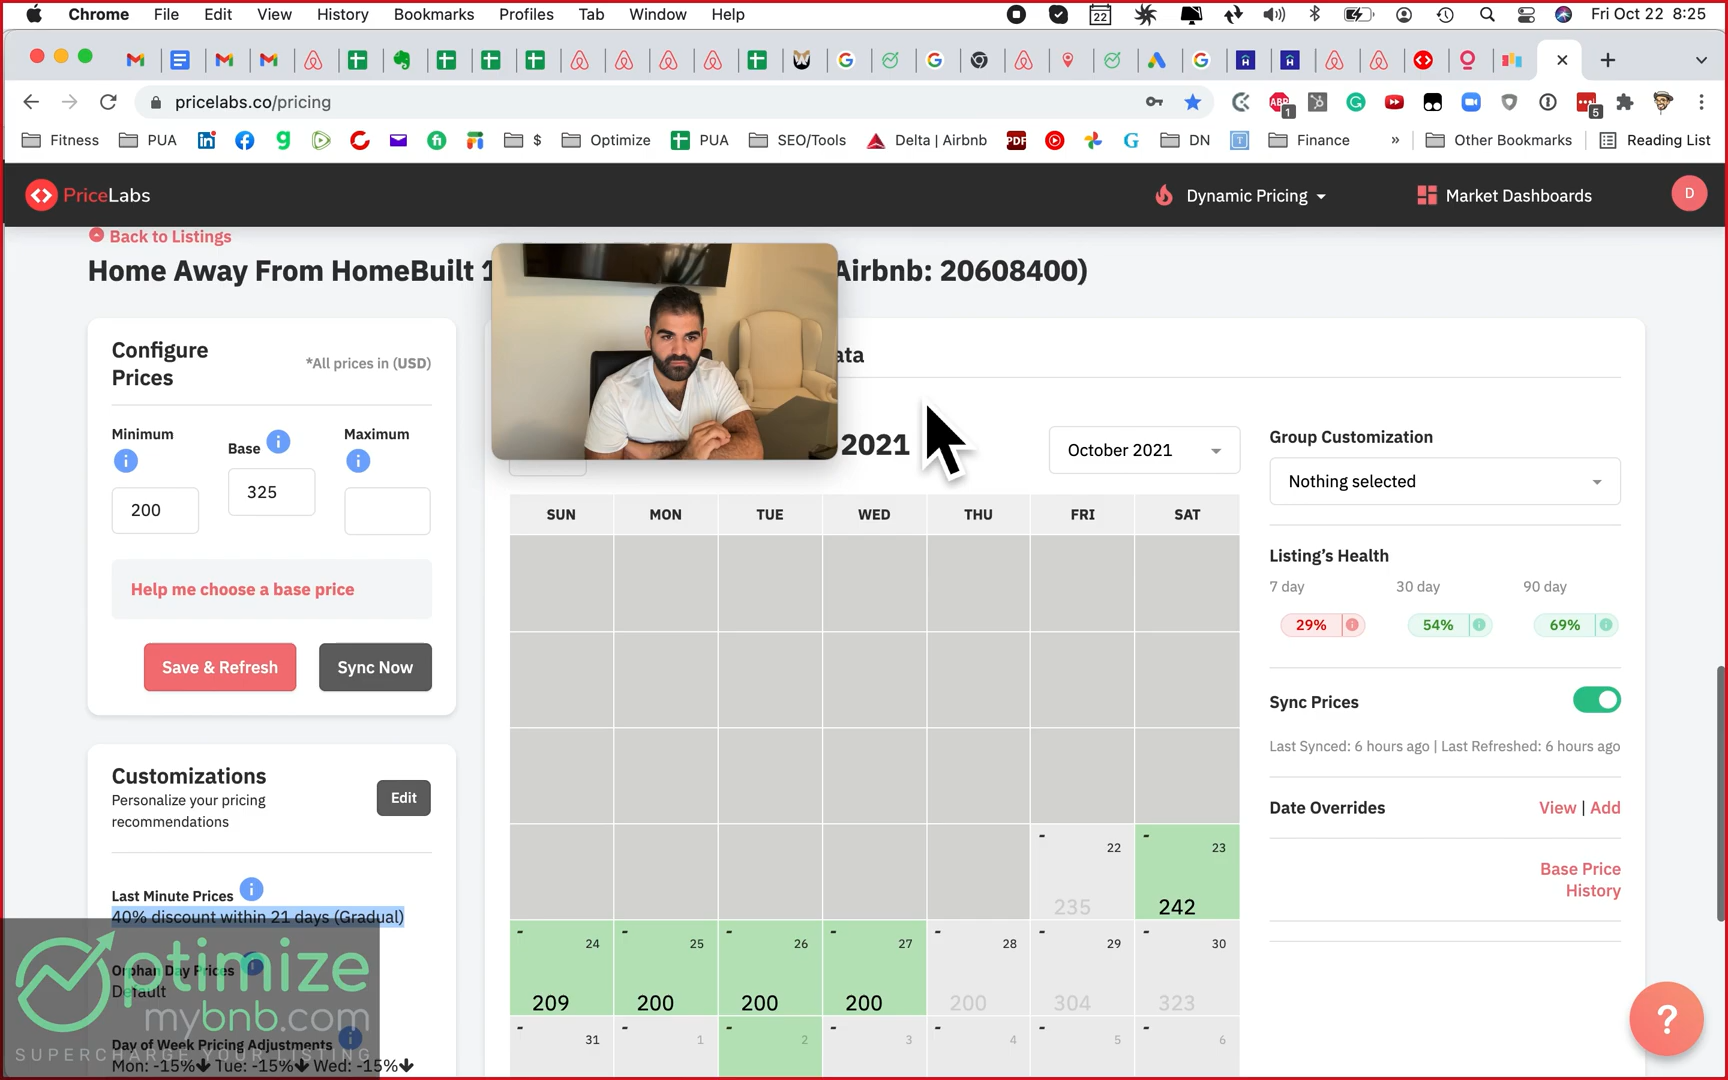 Chrome File Edit View History Bookmarks Profiles Tab Window Help
22
Fri Oct 22 8:25
pricelabs.co/pricing
ABP 1
5
Fitness PUA $ Optimize PUA SEO/Tools Delta | Airbnb PDF G DN T Finance » Other Bookmarks Reading List
PriceLabs
Dynamic Pricing
Market Dashboards
D
Back to Listings
Home Away From HomeBuilt 1
Airbnb: 20608400)
Configure Prices
*All prices in (USD)
Minimum
Base
Maximum
200
325
Help me choose a base price
Save & Refresh
Sync Now
Customizations
Personalize your pricing
recommendations
Edit
Last Minute Prices
40% discount within 21 days (Gradual)
Orphan Day Prices
Default
Day of Week Pricing Adjustments
Mon: -15% Tue: -15% Wed: -15%
ptimize
mybnb.com
SUPERCHARGE YOUR LISTING
ata
2021
October 2021
SUN MON TUE WED THU FRI SAT
22 23
235 242
24 25 26 27 28 29 30
209 200 200 200 200 304 323
31 1 2 3 4 5 6
Group Customization
Nothing selected
Listing's Health
7 day 30 day 90 day
29% 54% 69%
Sync Prices
Last Synced: 6 hours ago | Last Refreshed: 6 hours ago
Date Overrides
View | Add
Base Price
History
?